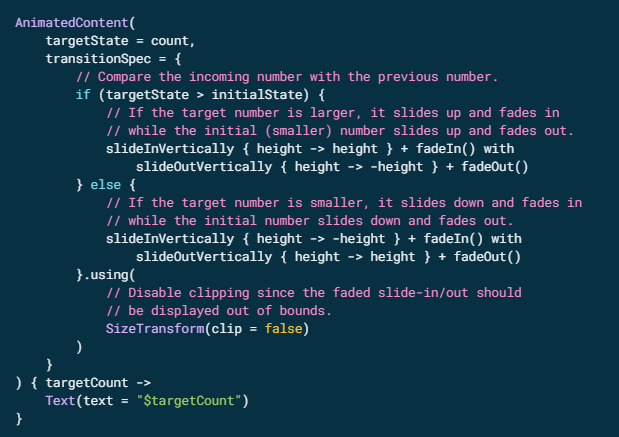 AnimatedContent(
    targetState = count,
    transitionSpec = {
        // Compare the incoming number with the previous number.
        if (targetState > initialState) {
            // If the target number is larger, it slides up and fades in
            // while the initial (smaller) number slides up and fades out.
            slideInVertically { height -> height } + fadeIn() with
                slideOutVertically { height -> -height } + fadeOut()
        } else {
            // If the target number is smaller, it slides down and fades in
            // while the initial number slides down and fades out.
            slideInVertically { height -> -height } + fadeIn() with
                slideOutVertically { height -> height } + fadeOut()
        }.using(
            // Disable clipping since the faded slide-in/out should
            // be displayed out of bounds.
            SizeTransform(clip = false)
        )
    }
) { targetCount ->
    Text(text = "$targetCount")
}